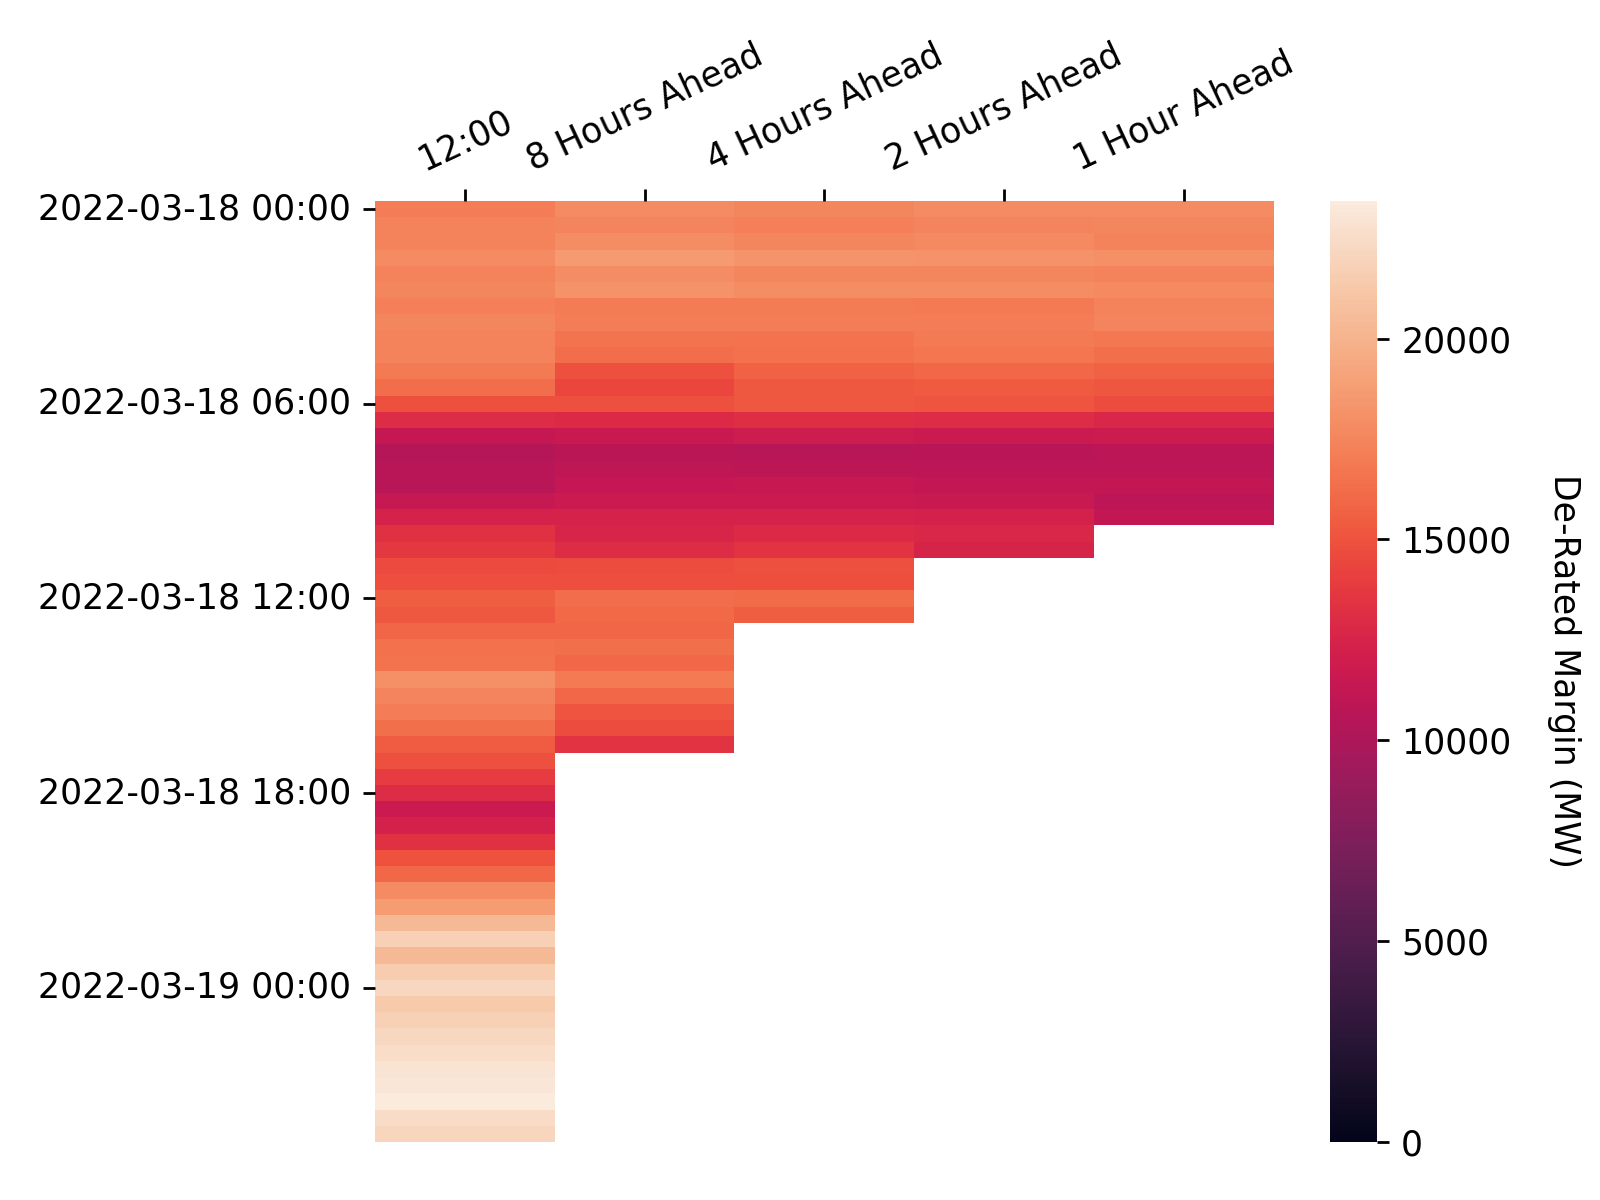 12:00
8 Hours Ahead
4 Hours Ahead
2 Hours Ahead
1 Hour Ahead
2022-03-18 00:00
2022-03-18 06:00
2022-03-18 12:00
2022-03-18 18:00
2022-03-19 00:00
20000
15000
10000
5000
0
De-Rated Margin (MW)